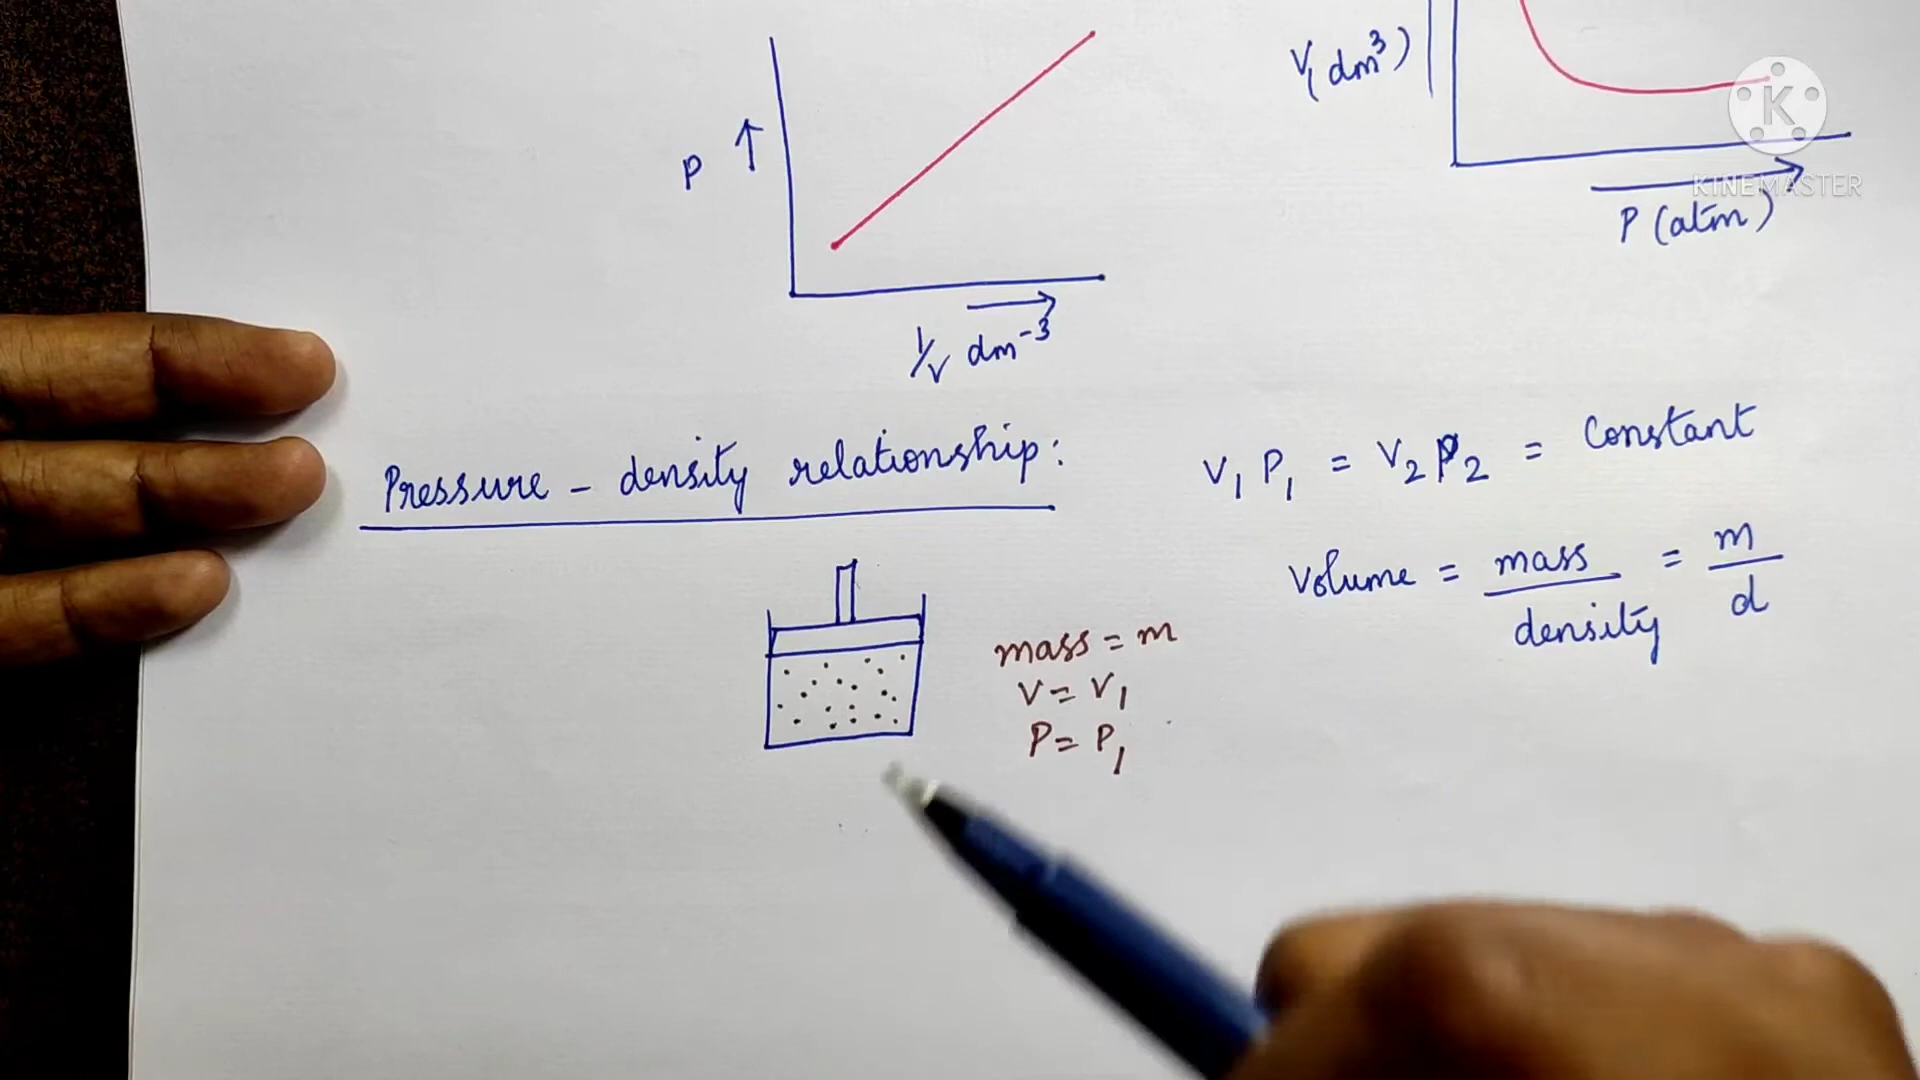 V(dm³)
P ↑
K
KINEMASTER
P (atm)
1/V dm⁻³
Pressure - density relationship:
V₁ P₁ = V₂ P₂ = Constant
Volume = mass/density = m/d
mass = m
V = V₁
P = P₁